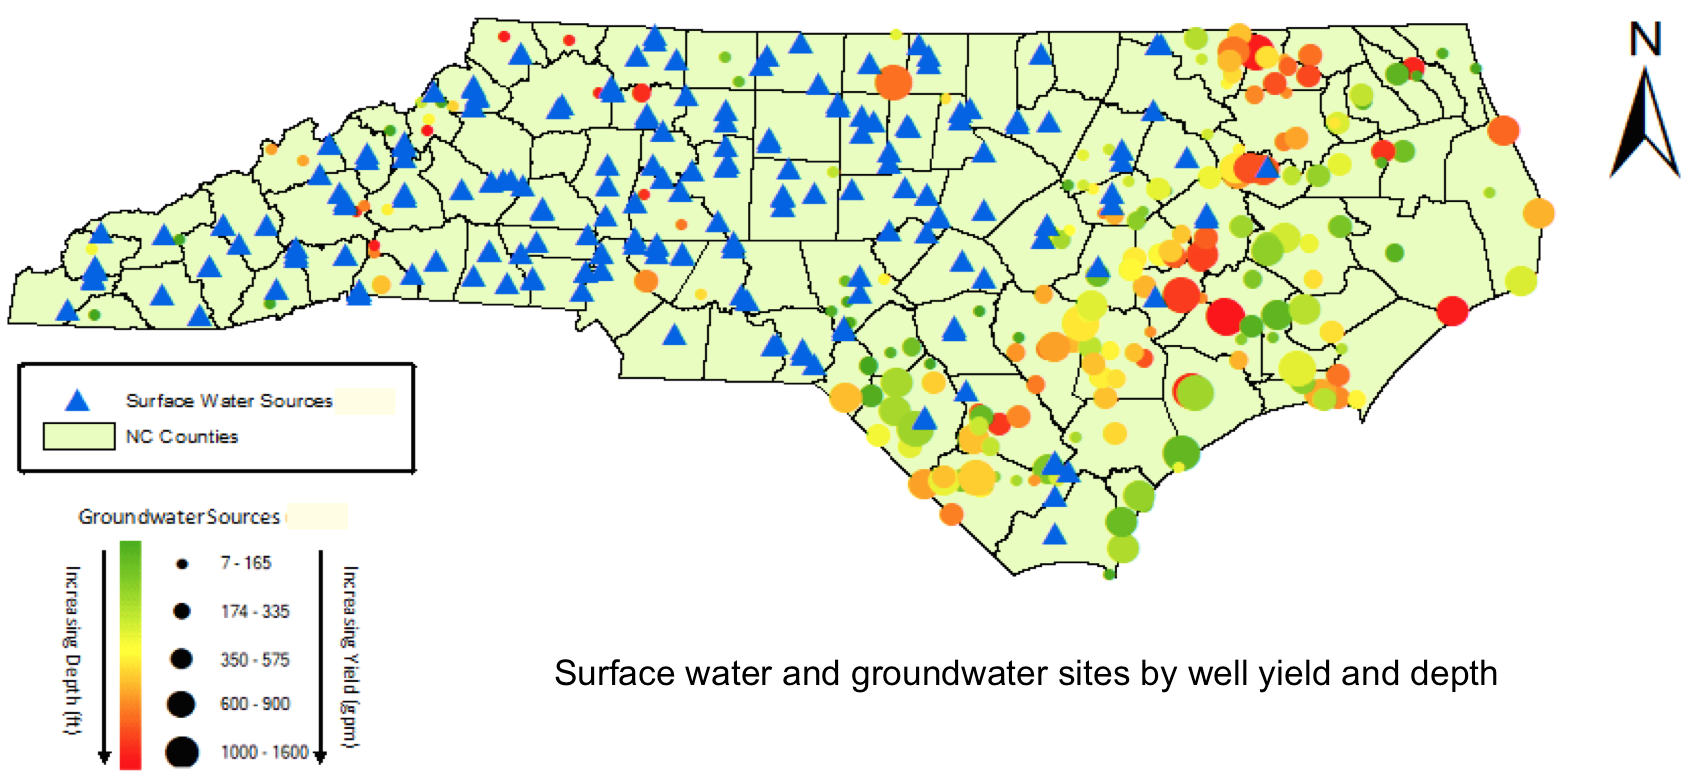 N
Surface Water Sources
NC Counties
Groundwater Sources
Increasing Depth (ft)
7 - 165
174 - 335
350 - 575
600 - 900
1000 - 1600
Increasing Yield (gpm)
Surface water and groundwater sites by well yield and depth